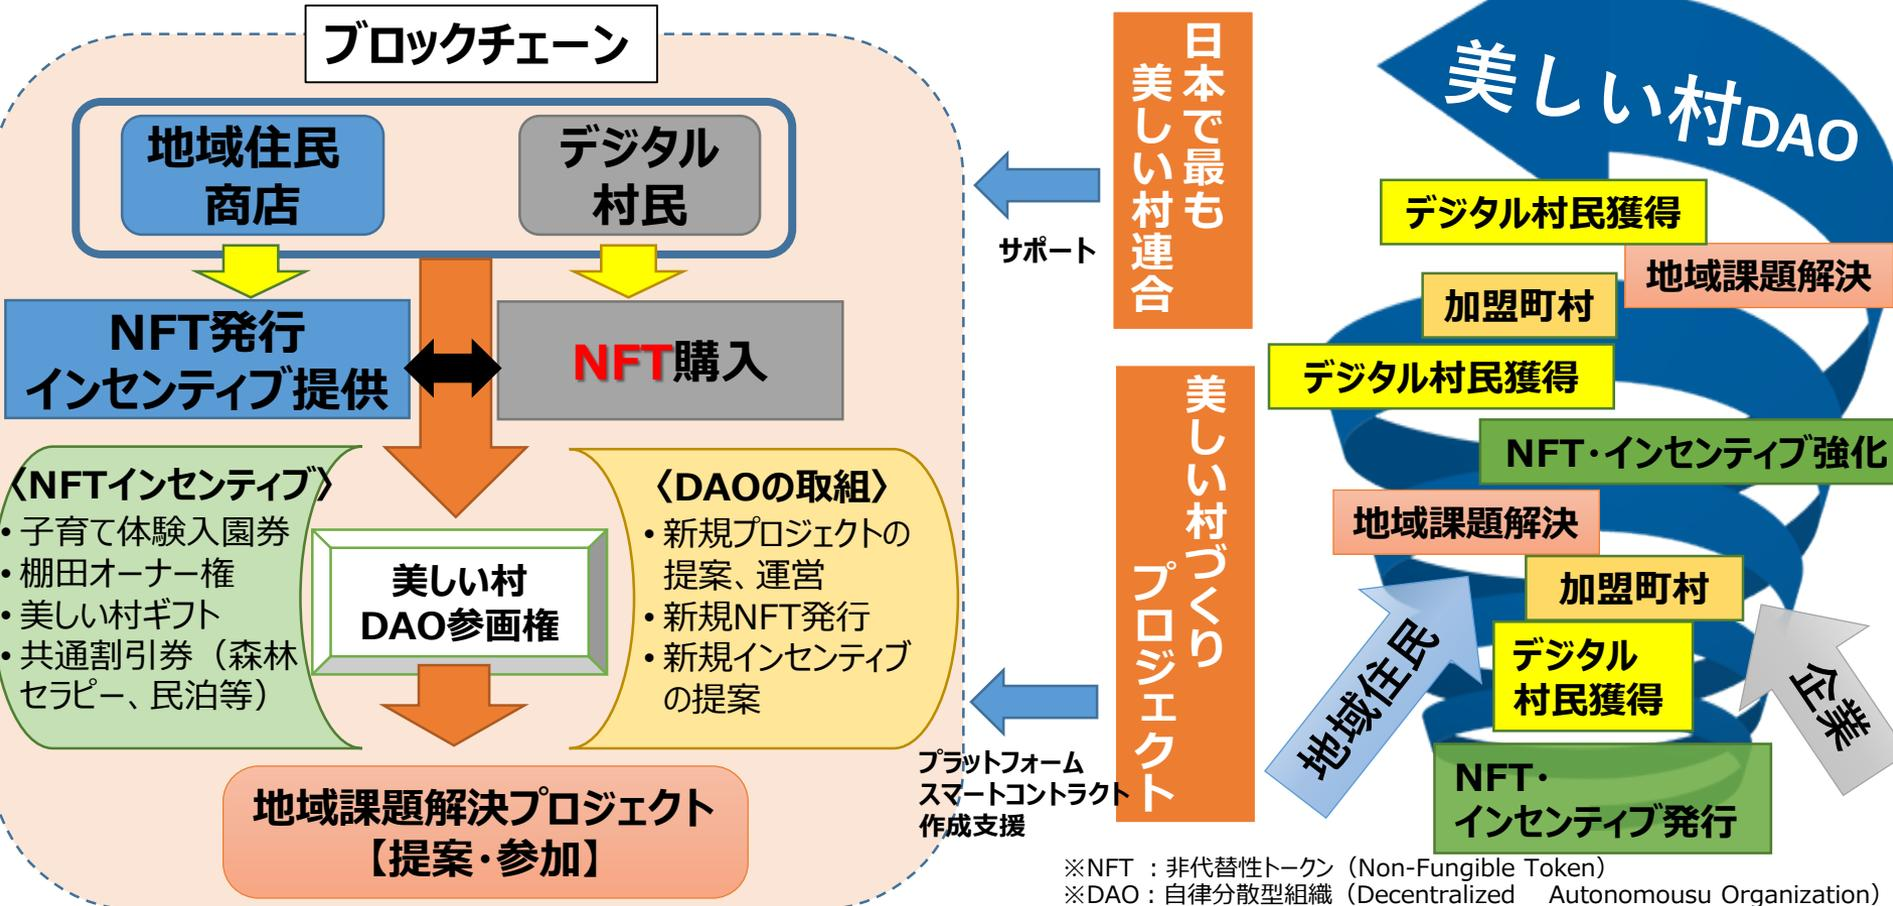 ブロックチェーン
地域住民
商店
デジタル
村民
NFT発行
インセンティブ提供
NFT購入
〈NFTインセンティブ〉
• 子育て体験入園券
• 棚田オーナー権
• 美しい村ギフト
• 共通割引券（森林
セラピー、民泊等）
美しい村
DAO参画権
〈DAOの取組〉
• 新規プロジェクトの
提案、運営
• 新規NFT発行
• 新規インセンティブ
の提案
地域課題解決プロジェクト
【提案・参加】
サポート
日本で最も
美しい村連合
美しい村づくり
プロジェクト
プラットフォーム
スマートコントラクト
作成支援
美しい村DAO
デジタル村民獲得
地域課題解決
加盟町村
デジタル村民獲得
NFT・インセンティブ強化
地域課題解決
加盟町村
デジタル
村民獲得
地域住民
企業
NFT・
インセンティブ発行
※NFT ：非代替性トークン（Non-Fungible Token）
※DAO：自律分散型組織（Decentralized Autonomousu Organization）